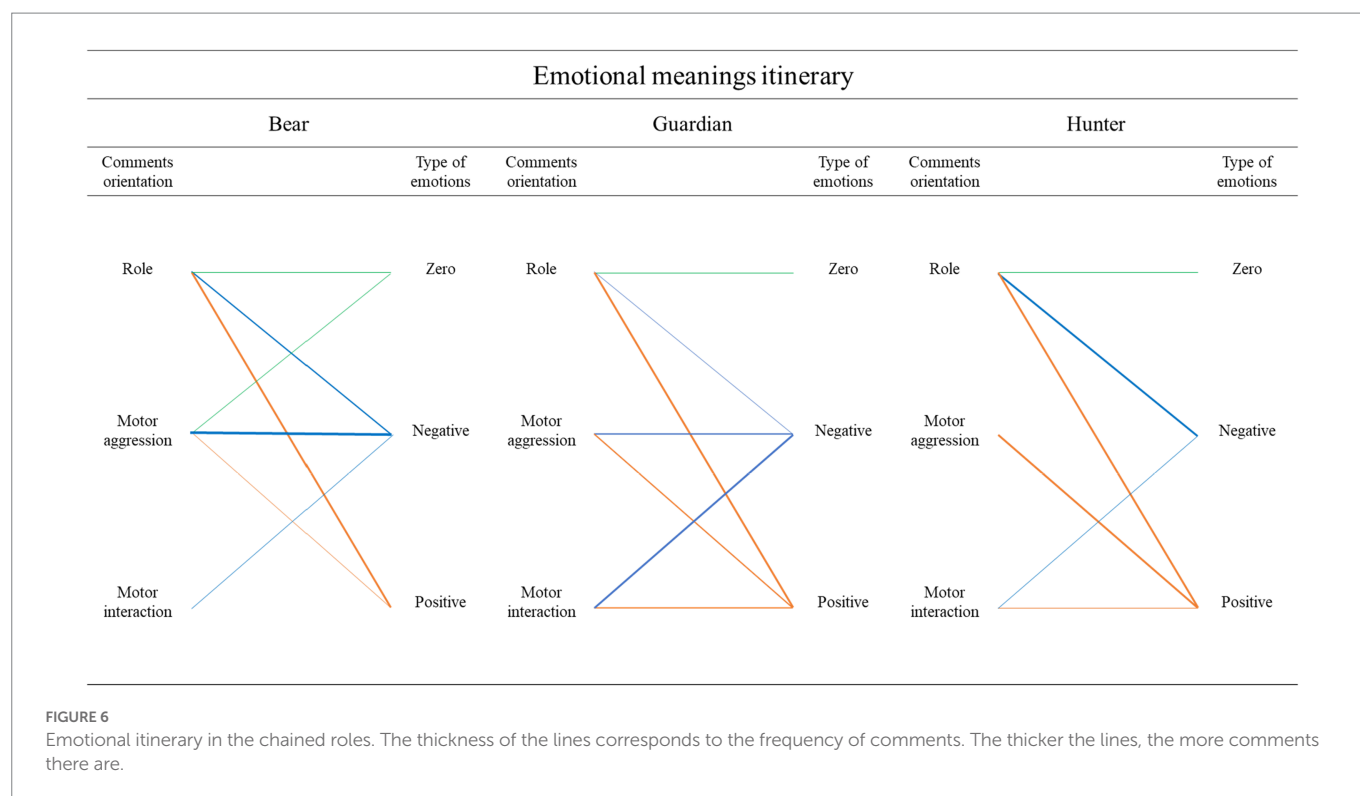 Emotional meanings itinerary
Bear
Guardian
Hunter
Comments
orientation
Type of
emotions
Comments
orientation
Type of
emotions
Comments
orientation
Type of
emotions
Role
Zero
Role
Zero
Role
Zero
Motor
aggression
Negative
Motor
aggression
Negative
Motor
aggression
Negative
Motor
interaction
Positive
Motor
interaction
Positive
Motor
interaction
Positive
FIGURE 6
Emotional itinerary in the chained roles. The thickness of the lines corresponds to the frequency of comments. The thicker the lines, the more comments
there are.